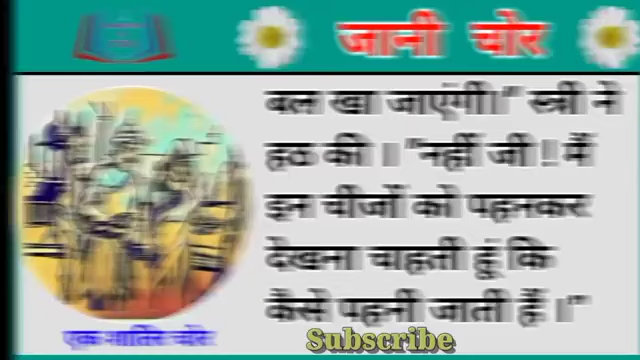 जानी चोर
बल खा जाएंगी।" स्त्री ने
हठ की। "नहीं जी! मैं
इन चीजों को पहनकर
देखना चाहती हूं कि
कैसे पहनी जाती हैं।"
एक शातिर चोर
Subscribe